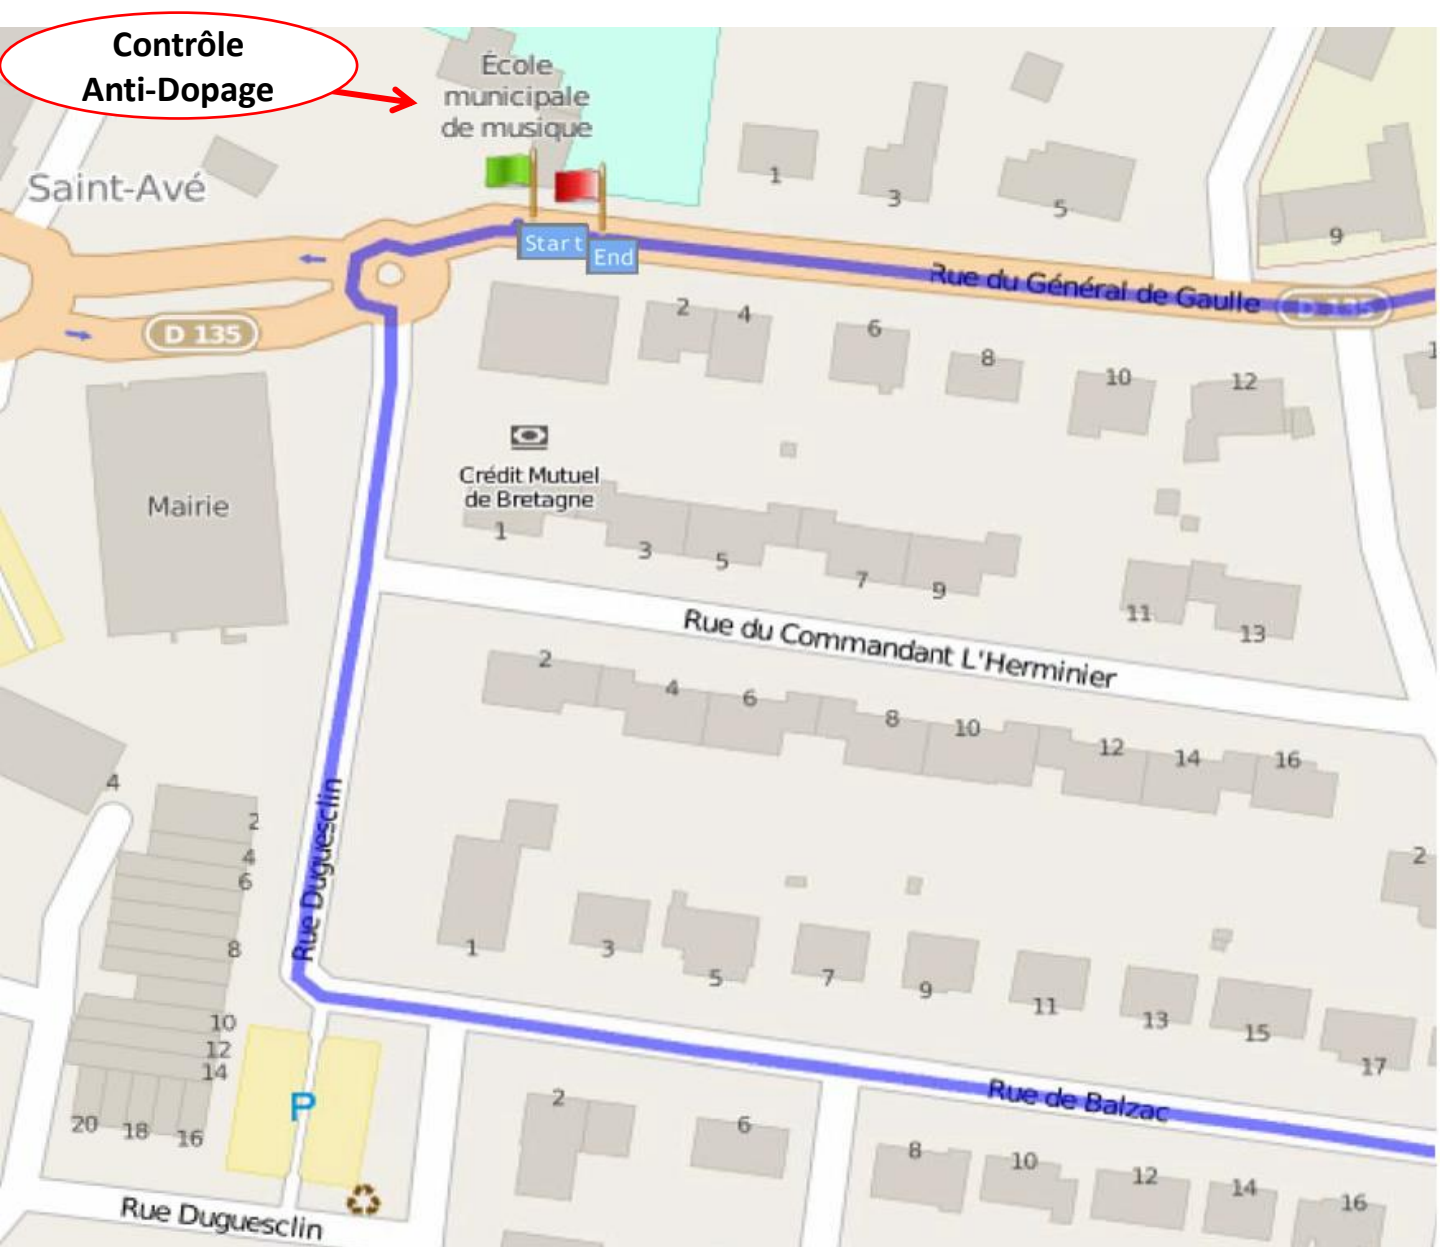 Contrôle
Anti-Dopage
École
municipale
de musique
Saint-Avé
1
3
5
9
Start
End
Rue du Général de Gaulle
D 135
D 135
2
4
6
8
10
12
1
Mairie
Crédit Mutuel
de Bretagne
1
3
5
7
9
11
13
Rue du Commandant L'Herminier
2
4
6
8
10
12
14
16
4
2
4
6
8
10
12
14
20
18
16
Rue Duguesclin
2
1
3
5
7
9
11
13
15
17
P
Rue de Balzac
2
6
8
10
12
14
16
Rue Duguesclin